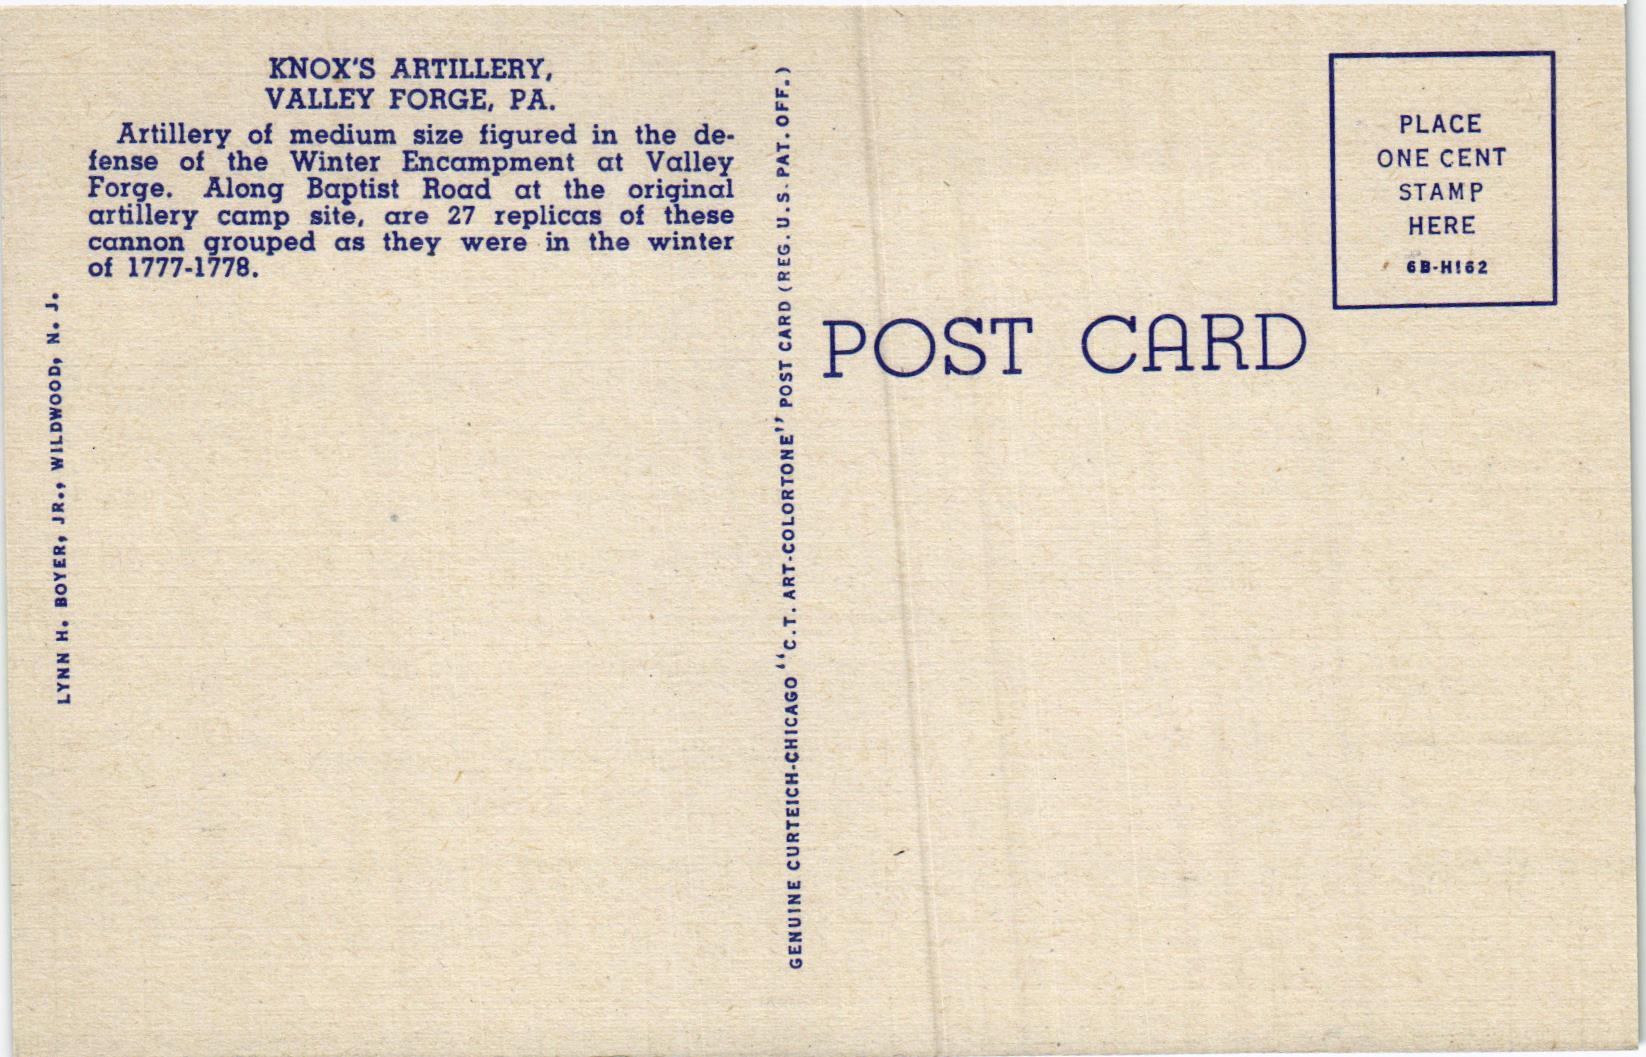 KNOX'S ARTILLERY,
VALLEY FORGE, PA.
Artillery of medium size figured in the de-
fense of the Winter Encampment at Valley
Forge. Along Baptist Road at the original
artillery camp site, are 27 replicas of these
cannon grouped as they were in the winter
of 1777-1778.
LYNN H. BOYER, JR., WILDWOOD, N. J.
GENUINE CURTEICH-CHICAGO "C.T. ART-COLORTONE" POST CARD (REG. U.S. PAT. OFF.)
POST CARD
PLACE
ONE CENT
STAMP
HERE
6B-H162